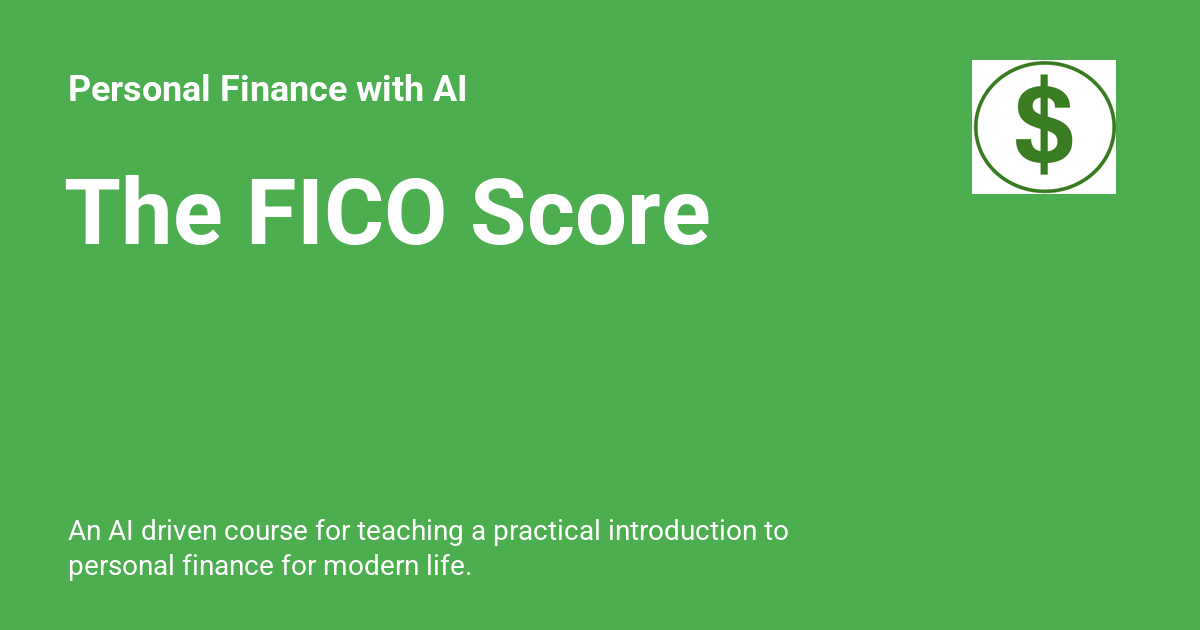 Personal Finance with AI
The FICO Score
$
An AI driven course for teaching a practical introduction to
personal finance for modern life.